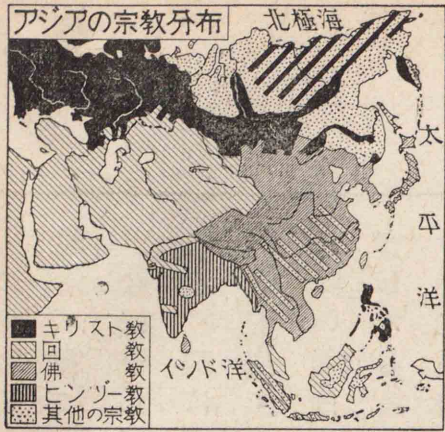 アジアの宗教分布
北極海
太平洋
インド洋
キリスト教
回教
佛教
ヒンヅー教
其他の宗教